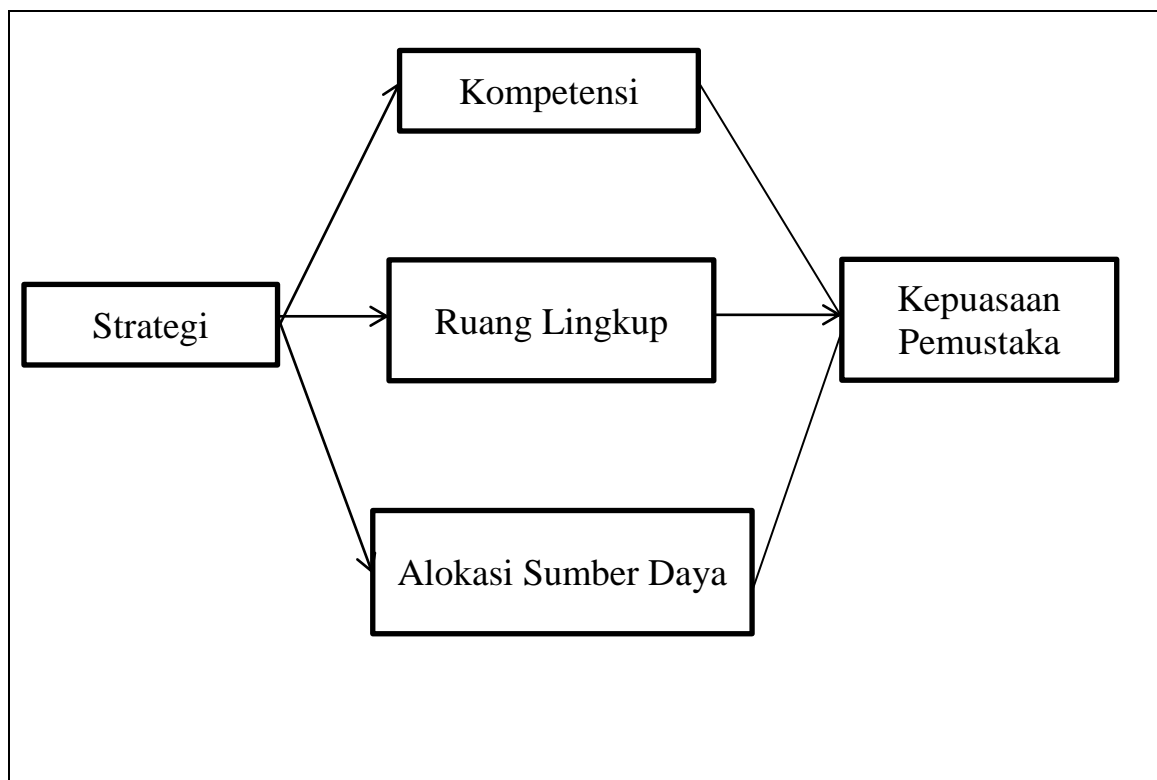 Kompetensi
Strategi
Ruang Lingkup
Kepuasaan
Pemustaka
Alokasi Sumber Daya